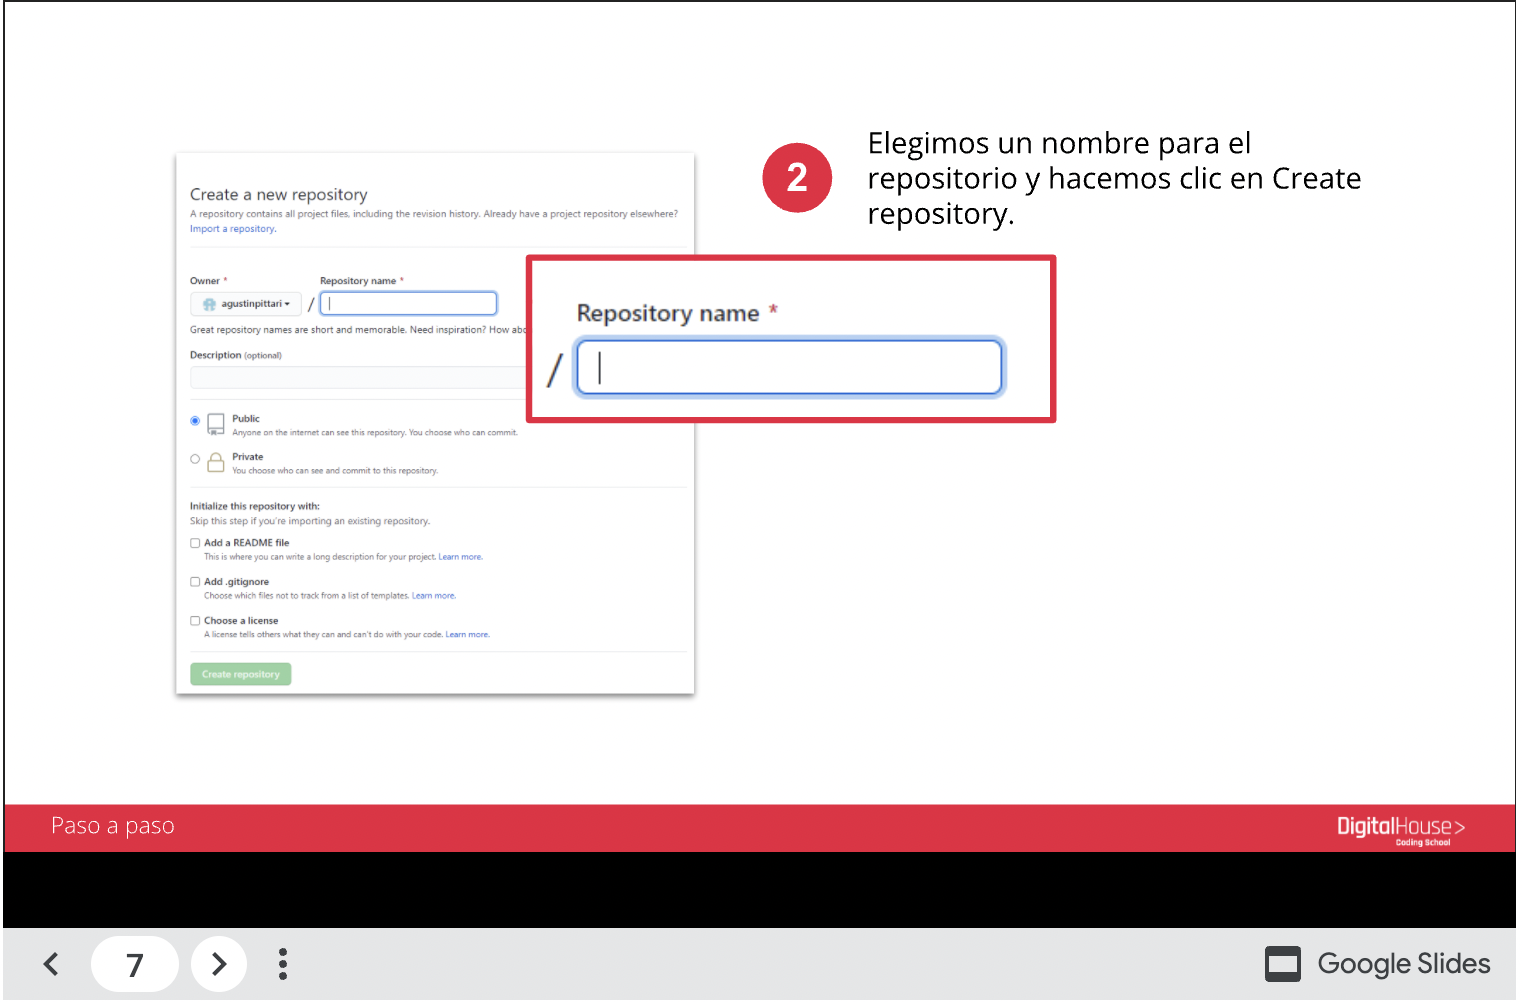 Create a new repository
A repository contains all project files, including the revision history. Already have a project repository elsewhere?
Import a repository.
Owner *
Repository name *
agustinpittari
/
Great repository names are short and memorable. Need inspiration? How abo
Description (optional)
Public
Anyone on the internet can see this repository. You choose who can commit.
Private
You choose who can see and commit to this repository.
Initialize this repository with:
Skip this step if you're importing an existing repository.
Add a README file
This is where you can write a long description for your project. Learn more.
Add .gitignore
Choose which files not to track from a list of templates. Learn more.
Choose a license
A license tells others what they can and can't do with your code. Learn more.
Create repository
2
Elegimos un nombre para el
repositorio y hacemos clic en Create
repository.
Repository name *
/
Paso a paso
DigitalHouse>
Coding School
7
Google Slides